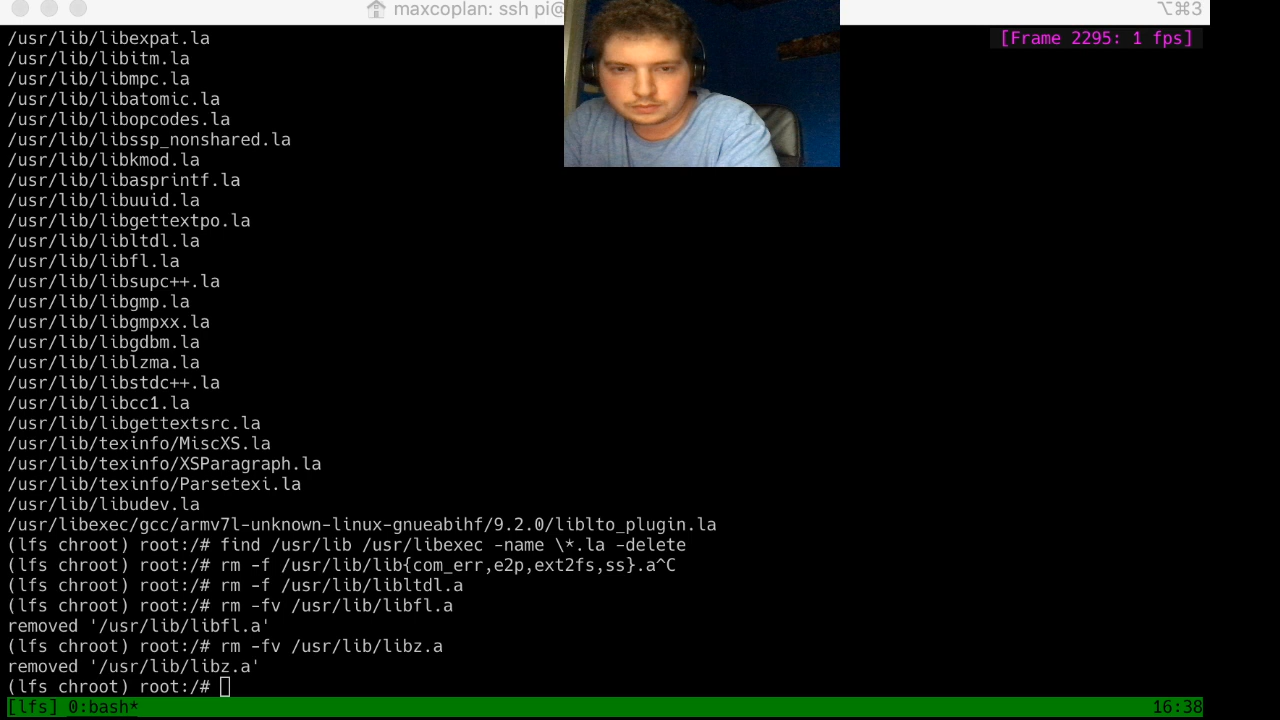 maxcoplan: ssh pi@
⌥⌘3
[Frame 2295: 1 fps]
/usr/lib/libexpat.la
/usr/lib/libitm.la
/usr/lib/libmpc.la
/usr/lib/libatomic.la
/usr/lib/libopcodes.la
/usr/lib/libssp_nonshared.la
/usr/lib/libkmod.la
/usr/lib/libasprintf.la
/usr/lib/libuuid.la
/usr/lib/libgettextpo.la
/usr/lib/libltdl.la
/usr/lib/libfl.la
/usr/lib/libsupc++.la
/usr/lib/libgmp.la
/usr/lib/libgmpxx.la
/usr/lib/libgdbm.la
/usr/lib/liblzma.la
/usr/lib/libstdc++.la
/usr/lib/libcc1.la
/usr/lib/libgettextsrc.la
/usr/lib/texinfo/MiscXS.la
/usr/lib/texinfo/XSParagraph.la
/usr/lib/texinfo/Parsetexi.la
/usr/lib/libudev.la
/usr/libexec/gcc/armv7l-unknown-linux-gnueabihf/9.2.0/liblto_plugin.la
(lfs chroot) root:/# find /usr/lib /usr/libexec -name \*.la -delete
(lfs chroot) root:/# rm -f /usr/lib/lib{com_err,e2p,ext2fs,ss}.a^C
(lfs chroot) root:/# rm -f /usr/lib/libltdl.a
(lfs chroot) root:/# rm -fv /usr/lib/libfl.a
removed '/usr/lib/libfl.a'
(lfs chroot) root:/# rm -fv /usr/lib/libz.a
removed '/usr/lib/libz.a'
(lfs chroot) root:/#
[lfs] 0:bash*
16:38